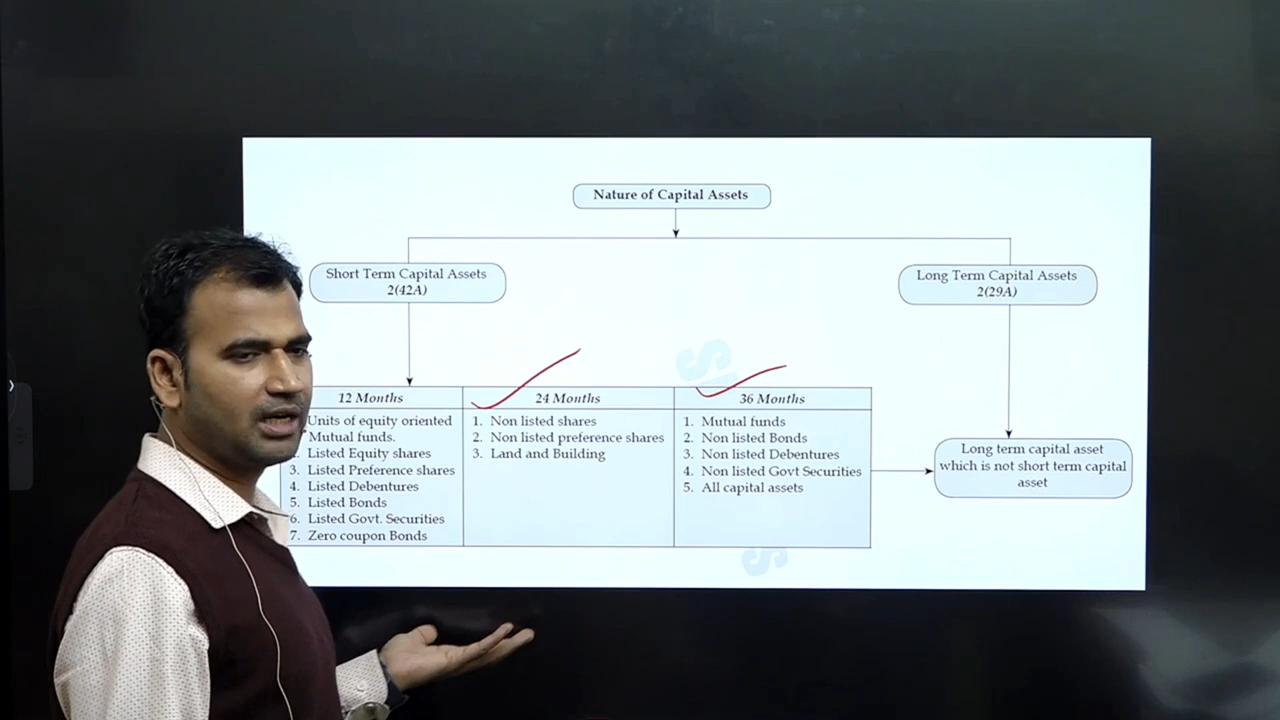 Nature of Capital Assets
Short Term Capital Assets
2(42A)
Long Term Capital Assets
2(29A)
12 Months
Units of equity oriented
Mutual funds.
Listed Equity shares
3. Listed Preference shares
4. Listed Debentures
5. Listed Bonds
6. Listed Govt. Securities
7. Zero coupon Bonds
24 Months
1. Non listed shares
2. Non listed preference shares
3. Land and Building
36 Months
1. Mutual funds
2. Non listed Bonds
3. Non listed Debentures
4. Non listed Govt Securities
5. All capital assets
Long term capital asset
which is not short term capital
asset